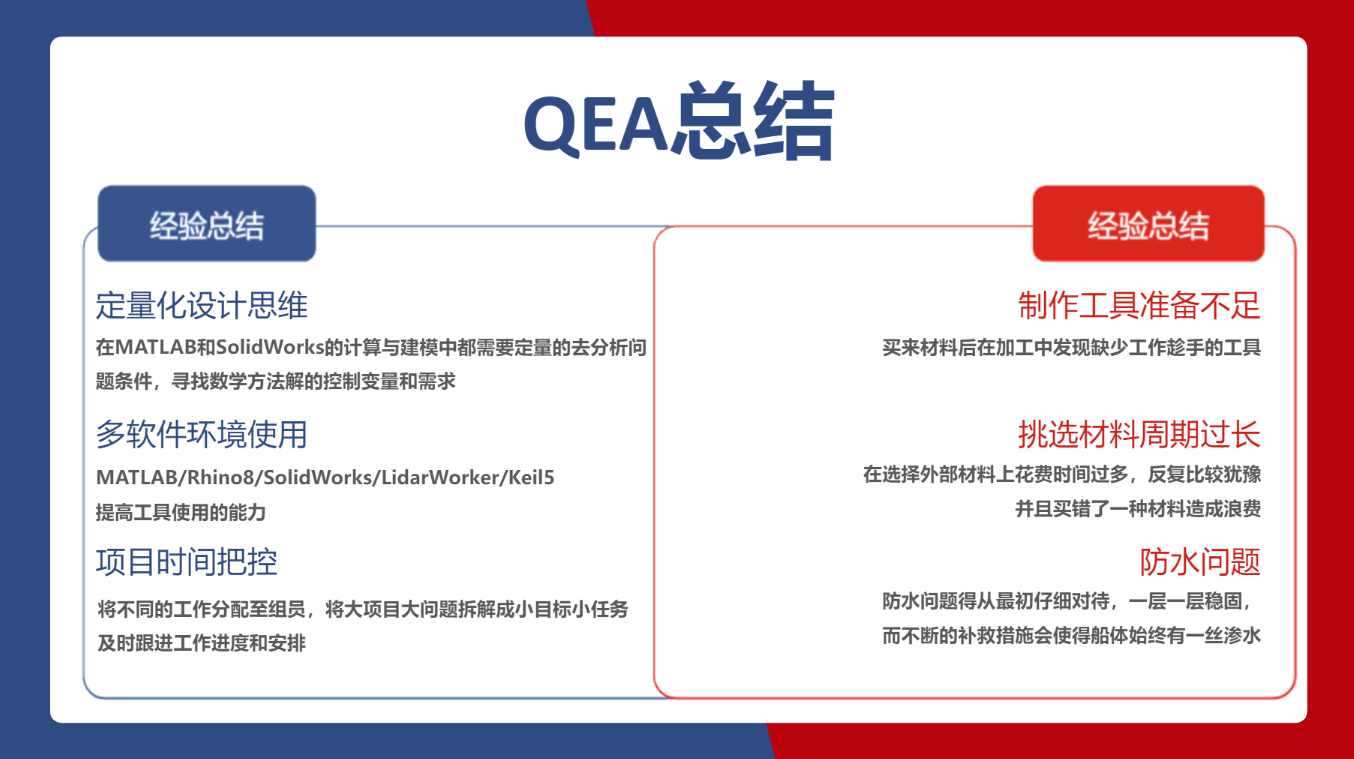 QEA总结
经验总结
定量化设计思维
在MATLAB和SolidWorks的计算与建模中都需要定量的去分析问
题条件，寻找数学方法解的控制变量和需求
多软件环境使用
MATLAB/Rhino8/SolidWorks/LidarWorker/Keil5
提高工具使用的能力
项目时间把控
将不同的工作分配至组员，将大项目大问题拆解成小目标小任务
及时跟进工作进度和安排
经验总结
制作工具准备不足
买来材料后在加工中发现缺少工作趁手的工具
挑选材料周期过长
在选择外部材料上花费时间过多，反复比较犹豫
并且买错了一种材料造成浪费
防水问题
防水问题得从最初仔细对待，一层一层稳固，
而不断的补救措施会使得船体始终有一丝渗水